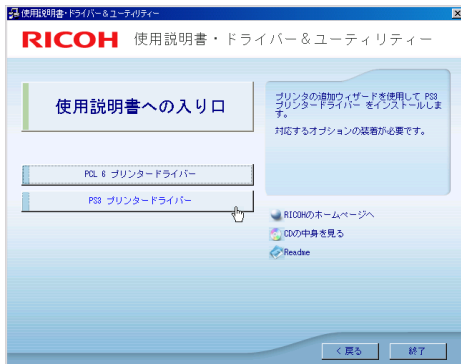 使用説明書・ドライバー＆ユーティリティー
RICOH 使用説明書・ドライバー＆ユーティリティー
使用説明書への入り口
プリンタの追加ウィザードを使用して PS3
プリンタードライバー をインストールしま
す。
対応するオプションの装着が必要です。
PCL 6 プリンタードライバー
PS3 プリンタードライバー
RICOHのホームページへ
CDの中身を見る
Readme
< 戻る
終了